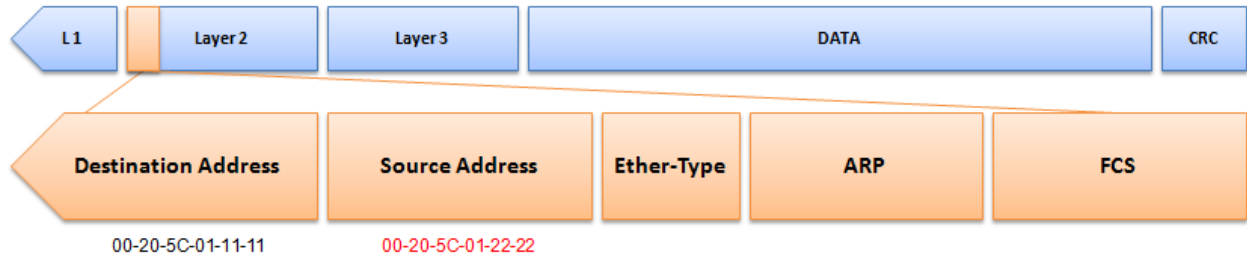 L 1 Layer 2 Layer 3 DATA CRC
Destination Address Source Address Ether-Type ARP FCS
00-20-5C-01-11-11 00-20-5C-01-22-22